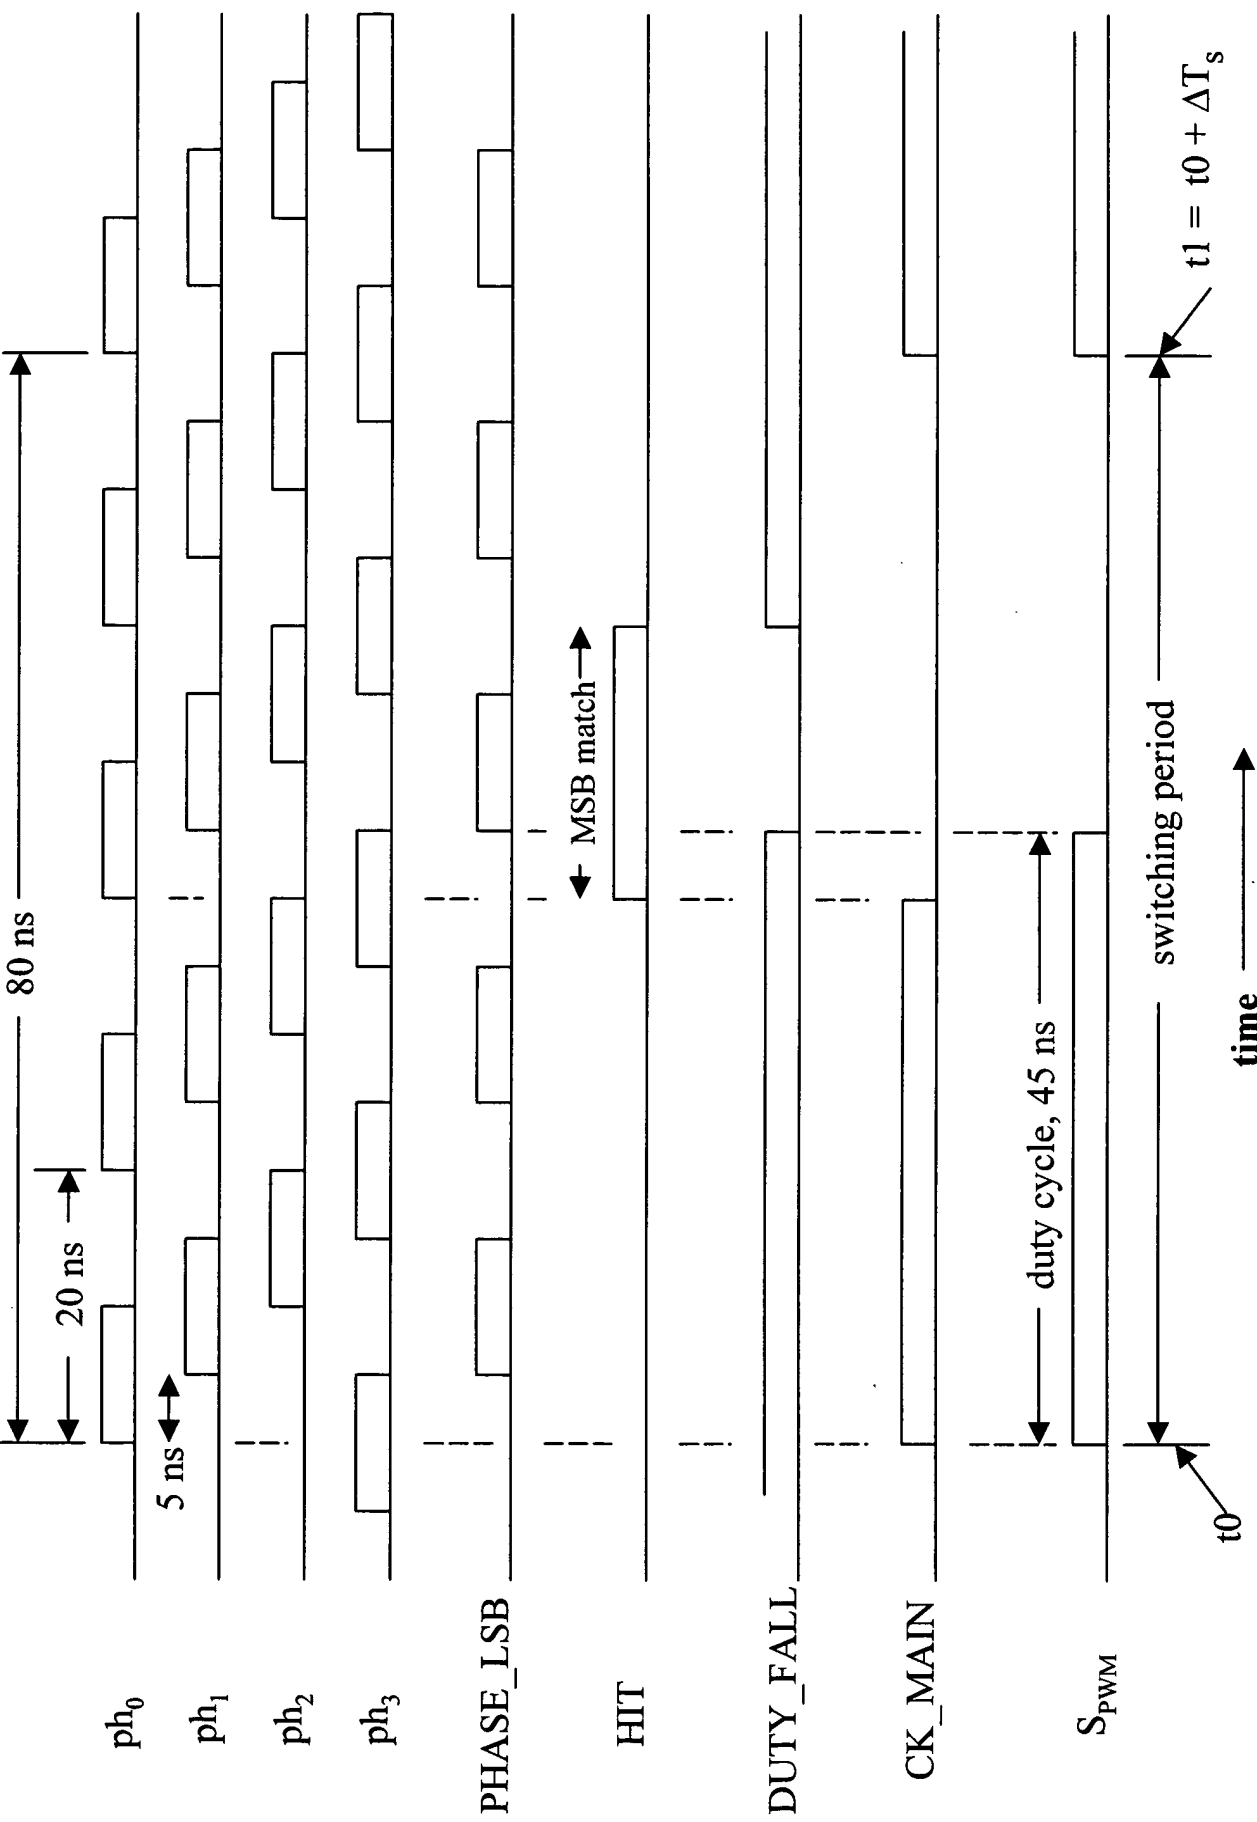 80 ns
20 ns
5 ns
ph0
ph1
ph2
ph3
PHASE_LSB
MSB match
HIT
DUTY_FALL
CK_MAIN
duty cycle, 45 ns
SPWM
switching period
t0
t1 = t0 + ΔTs
time